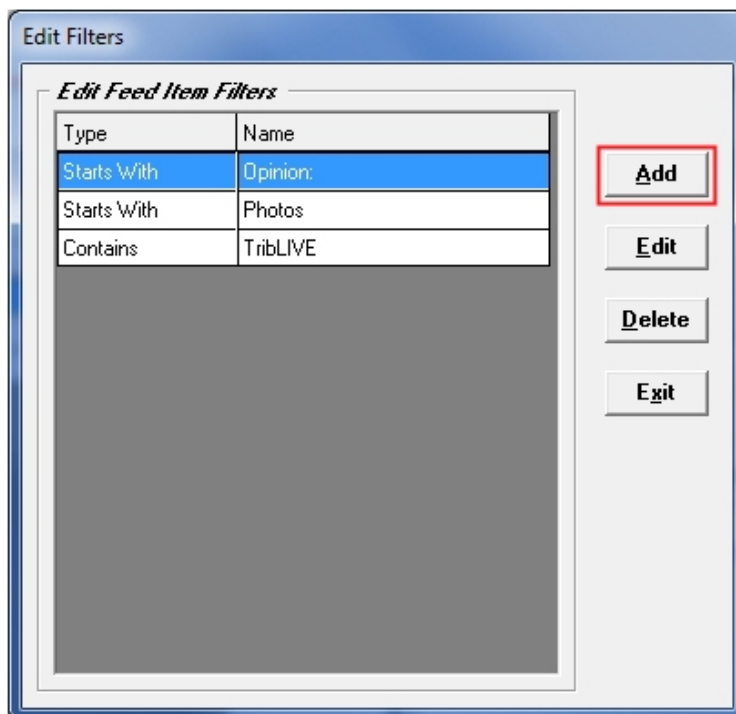 Edit Filters
Edit Feed Item Filters
Type Name
Starts With Opinion:
Starts With Photos
Contains TribLIVE
Add
Edit
Delete
Exit